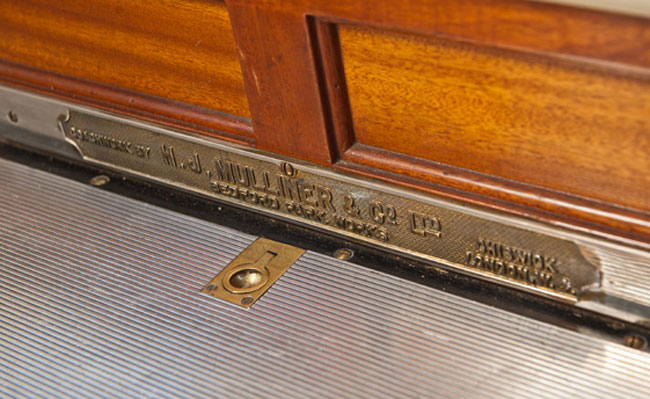 COACHWORK BY H.J. MULLINER & Co. LTD
BEDFORD PARK WORKS
CHISWICK
LONDON. W. 4.